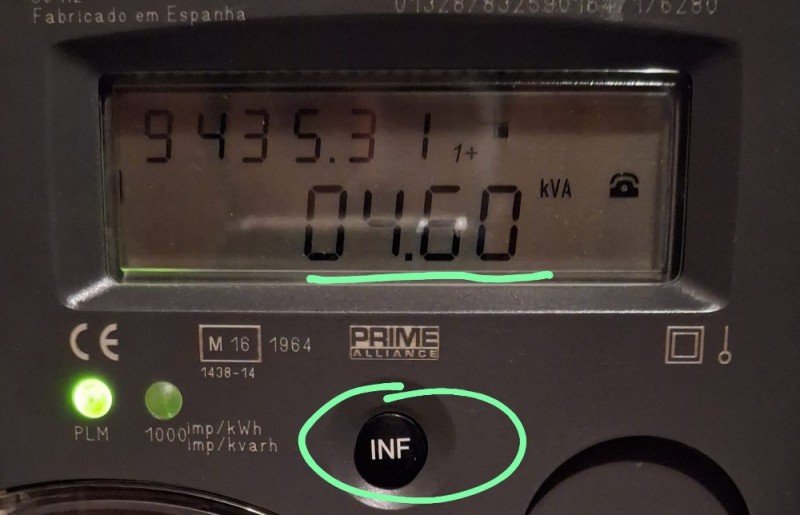 Fabricado em Espanha
9435.31 1+
04.60 kVA
CE
M 16 1964
1438-14
PRIME
ALLIANCE
PLM
1000 imp/kWh
imp/kvarh
INF